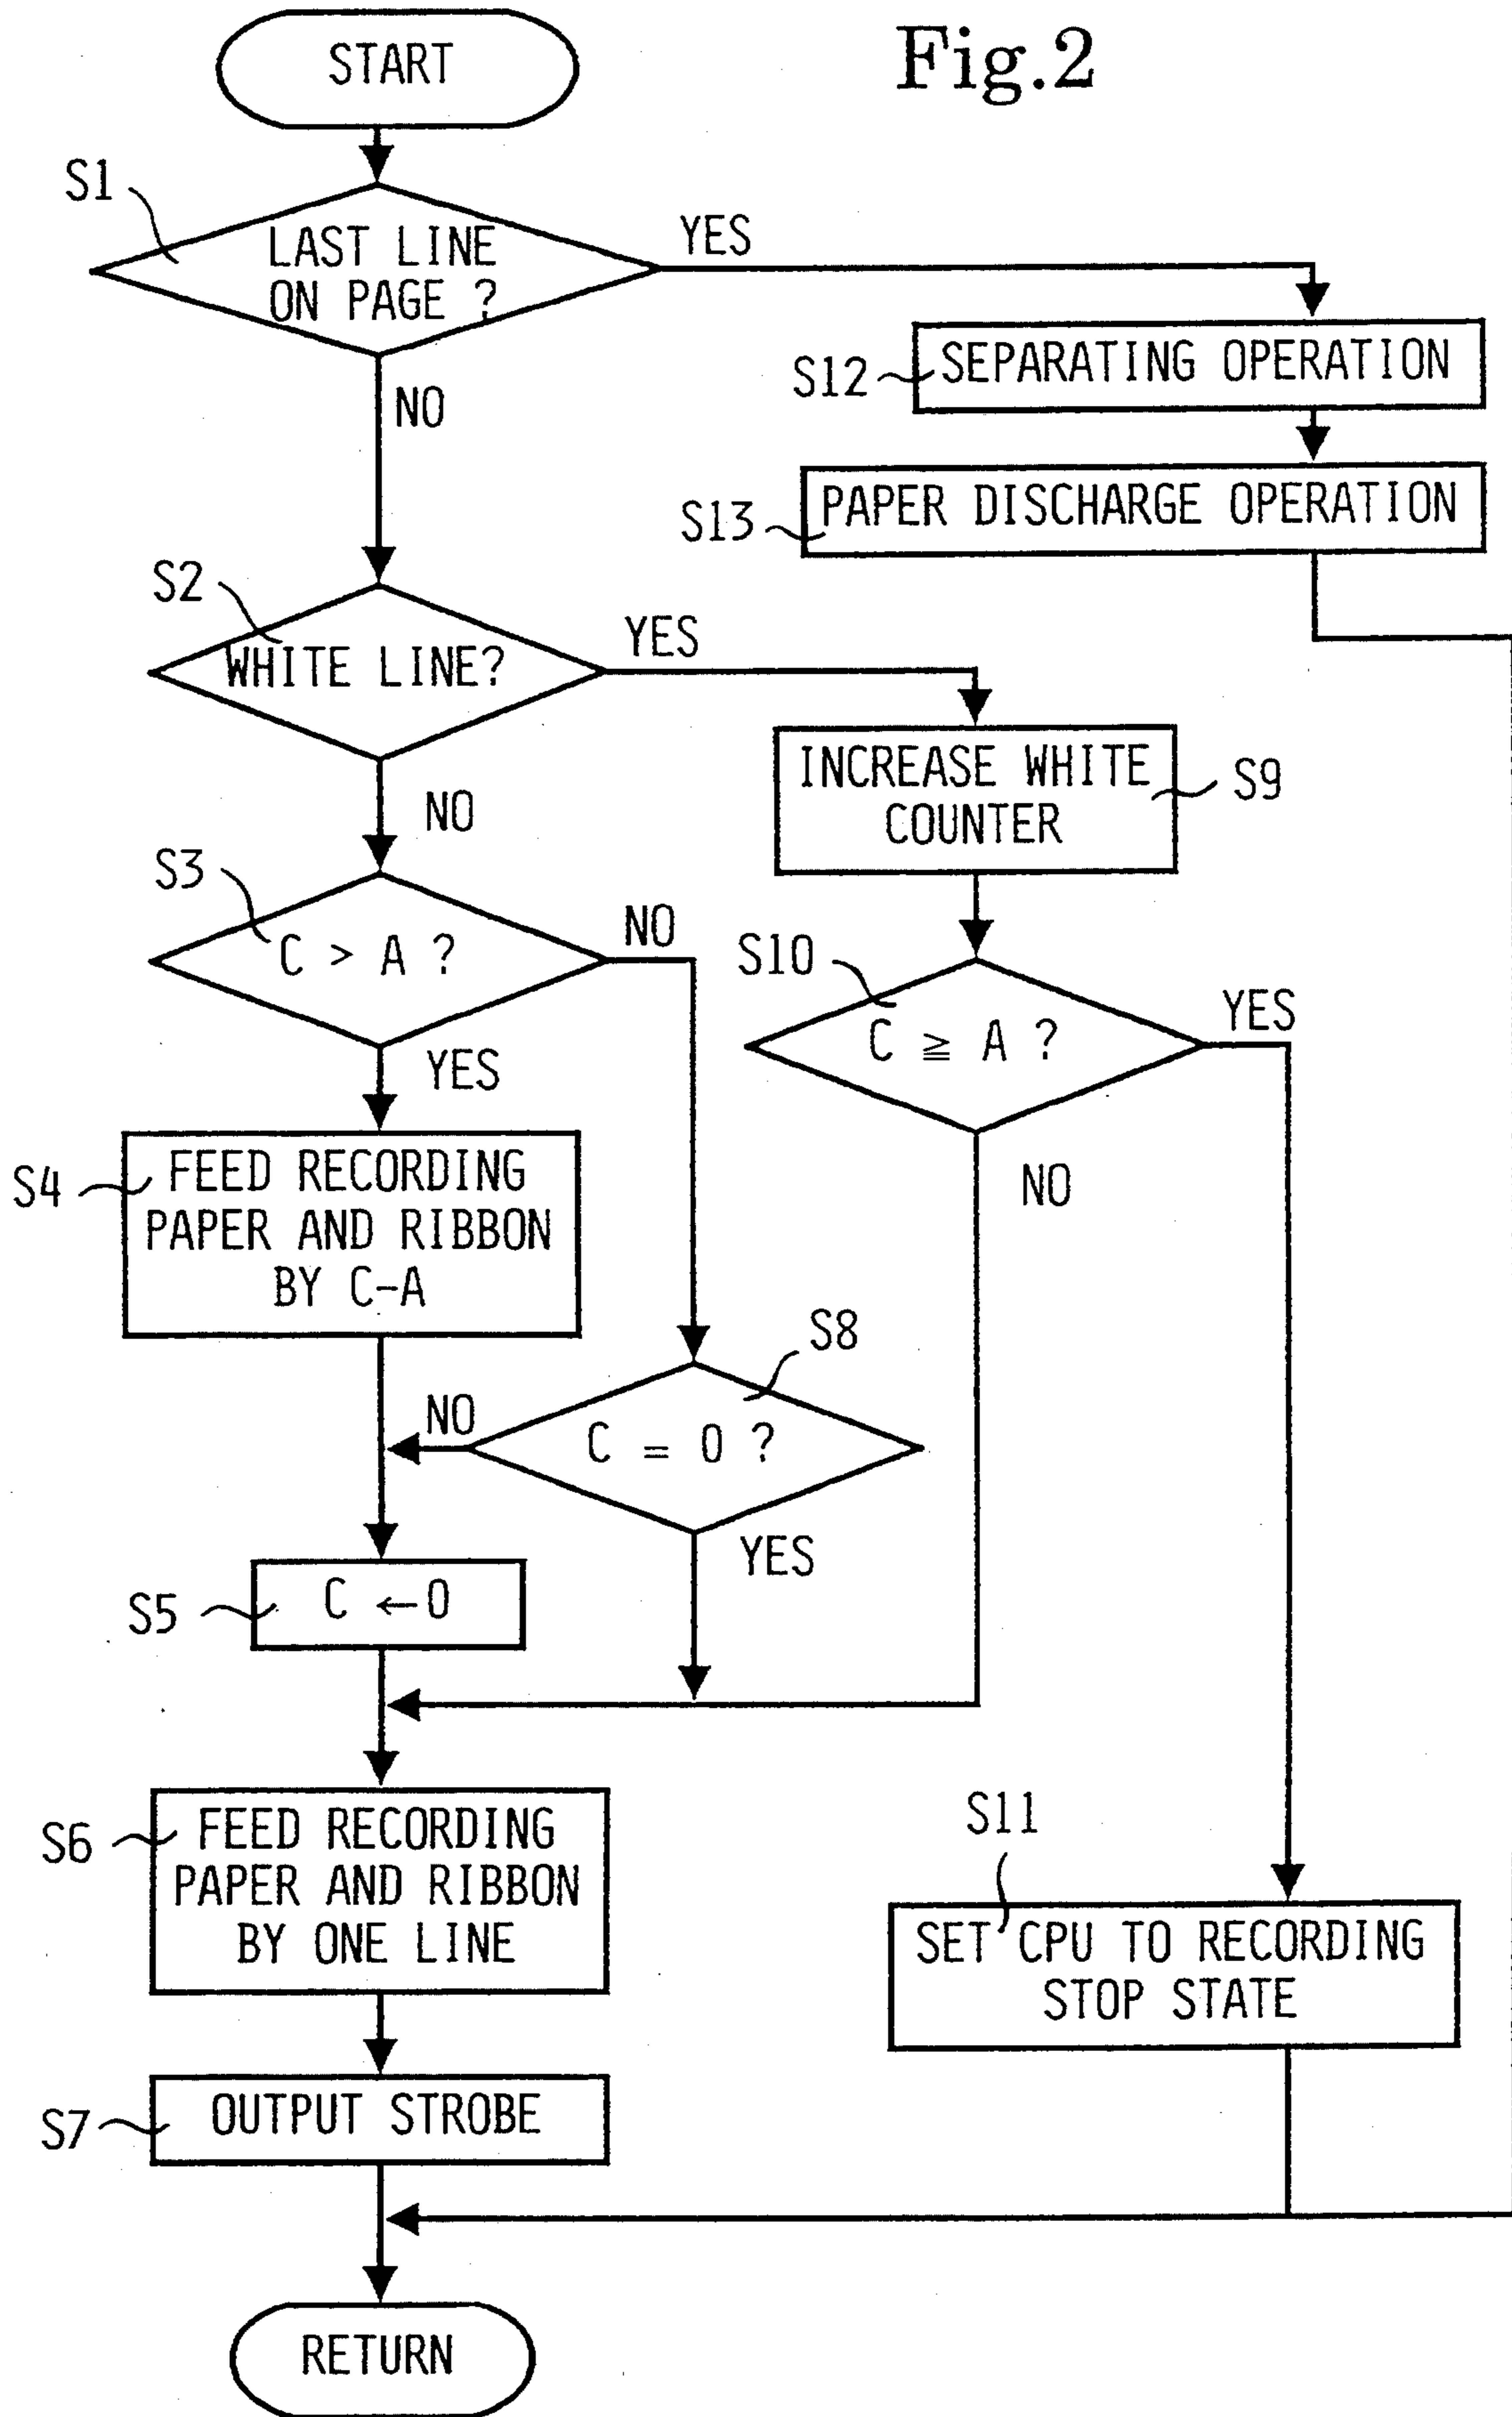 Fig.2
START
S1
LAST LINE
ON PAGE ?
YES
NO
S12
SEPARATING OPERATION
S13
PAPER DISCHARGE OPERATION
S2
WHITE LINE?
YES
NO
INCREASE WHITE
COUNTER
S9
S3
C > A ?
NO
YES
S10
C ≧ A ?
YES
NO
S4
FEED RECORDING
PAPER AND RIBBON
BY C-A
S8
C = 0 ?
NO
YES
S5
C ←0
S6
FEED RECORDING
PAPER AND RIBBON
BY ONE LINE
S11
SET CPU TO RECORDING
STOP STATE
S7
OUTPUT STROBE
RETURN